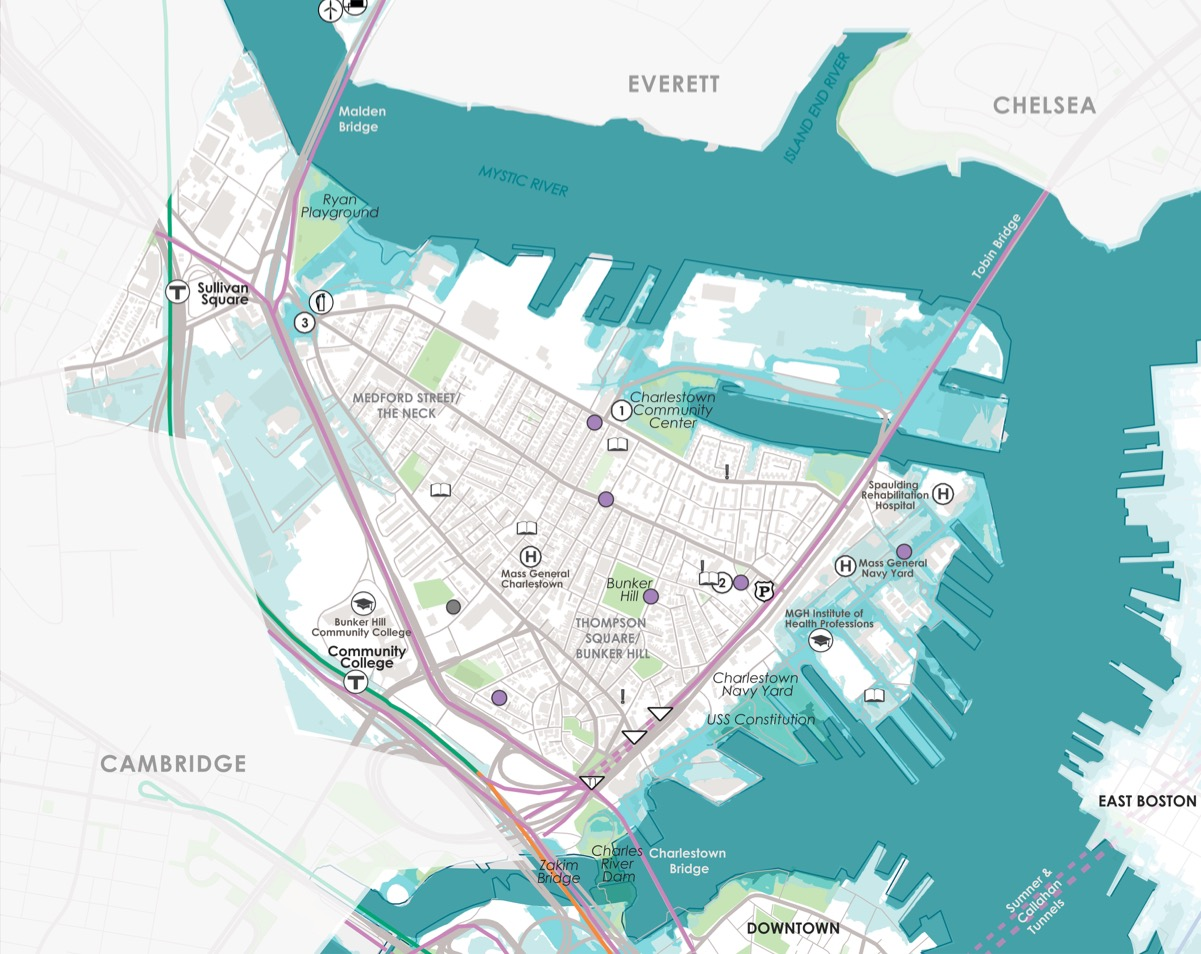 EVERETT
CHELSEA
ISLAND END RIVER
Malden
Bridge
MYSTIC RIVER
Ryan
Playground
Tobin Bridge
T
Sullivan
Square
3
MEDFORD STREET/
THE NECK
1
Charlestown
Community
Center
!
Spaulding
Rehabilitation
Hospital
H
H
Mass General
Charlestown
H
Mass General
Navy Yard
!
2
P
Bunker
Hill
MGH Institute of
Health Professions
Bunker Hill
Community College
THOMPSON
SQUARE/
BUNKER HILL
Community
College
T
Charlestown
Navy Yard
!
USS Constitution
CAMBRIDGE
EAST BOSTON
Zakim
Bridge
Charles
River
Dam
Charlestown
Bridge
Sumner &
Callahan
Tunnels
DOWNTOWN